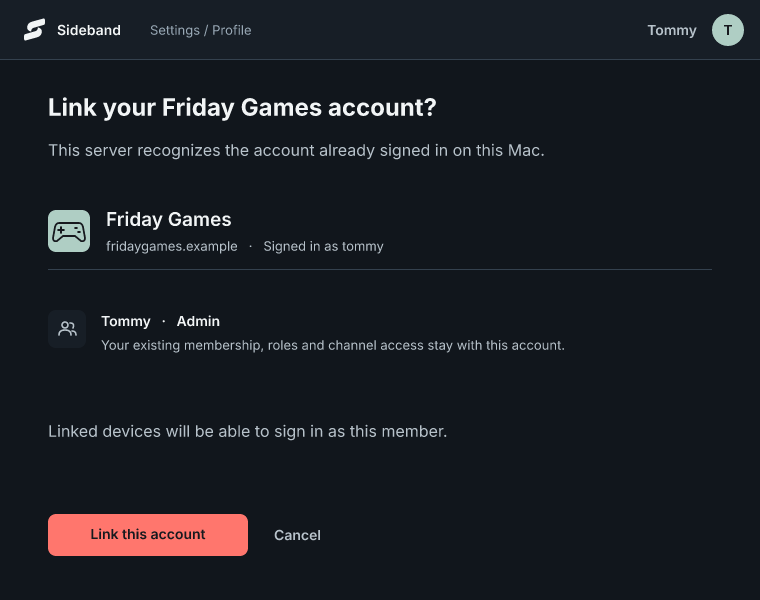 Sideband Settings / Profile Tommy T
Link your Friday Games account?
This server recognizes the account already signed in on this Mac.
Friday Games
fridaygames.example · Signed in as tommy
Tommy · Admin
Your existing membership, roles and channel access stay with this account.
Linked devices will be able to sign in as this member.
Link this account Cancel